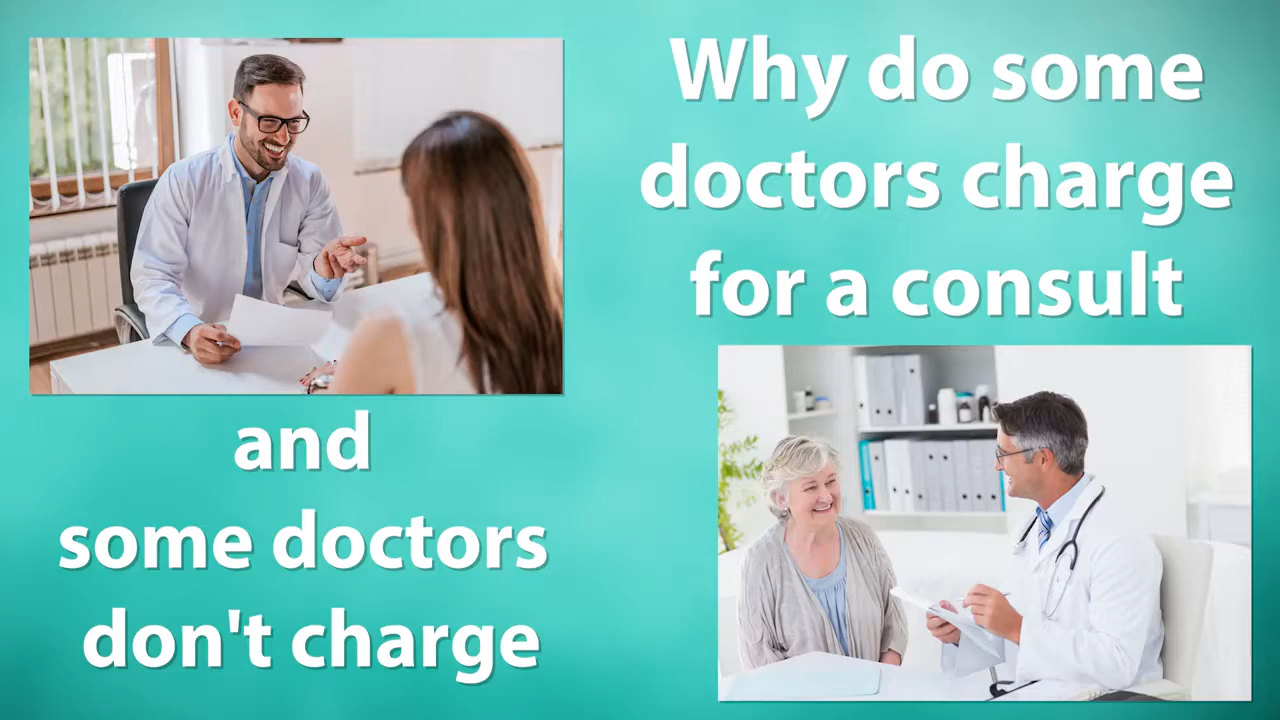 Why do some
doctors charge
for a consult
and
some doctors
don't charge